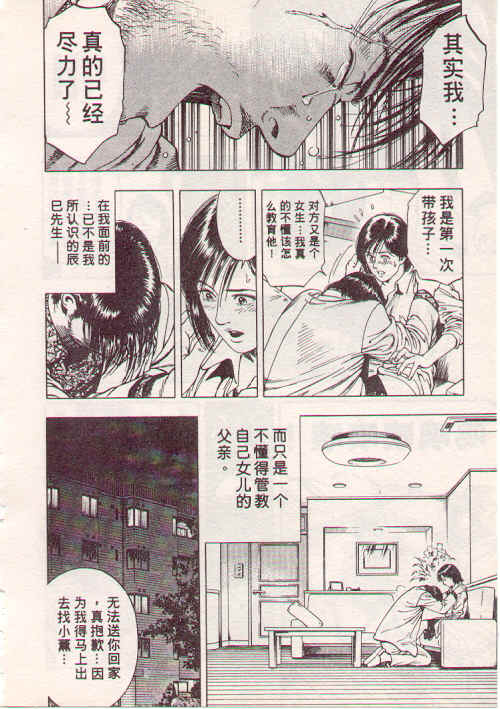 其实我…
真的已经
尽力了～～
我是第一次
带孩子…
对方又是个
女生…我真
的不懂该怎
么教育他！
…………
在我面前的
…已不是我
所认识的辰
巳先生——
而只是一个
不懂得管教
自己女儿的
父亲。
无法送你回家
，真抱歉…因
为我得马上出
去找小薰…